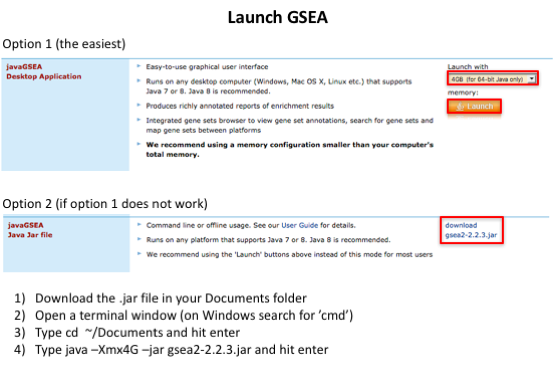 Launch GSEA
Option 1 (the easiest)
javaGSEA
Desktop Application
Easy-to-use graphical user interface
Runs on any desktop computer (Windows, Mac OS X, Linux etc.) that supports
Java 7 or 8. Java 8 is recommended.
Produces richly annotated reports of enrichment results
Integrated gene sets browser to view gene set annotations, search for gene sets and
map gene sets between platforms
We recommend using a memory configuration smaller than your computer's
total memory.
Launch with
4GB (for 64-bit Java only)
memory:
Launch
Option 2 (if option 1 does not work)
javaGSEA
Java Jar file
Command line or offline usage. See our User Guide for details.
Runs on any platform that supports Java 7 or 8. Java 8 is recommended.
We recommend using the 'Launch' buttons above instead of this mode for most users
download
gsea2-2.2.3.jar
1) Download the .jar file in your Documents folder
2) Open a terminal window (on Windows search for ‘cmd’)
3) Type cd ~/Documents and hit enter
4) Type java –Xmx4G –jar gsea2-2.2.3.jar and hit enter